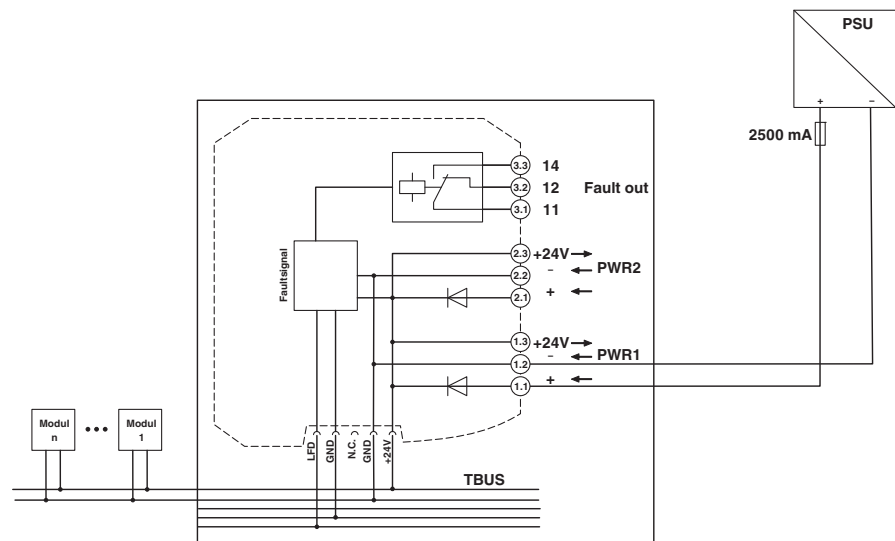 PSU
+ −
2500 mA
3.3 14
3.2 12 Fault out
3.1 11
Faultsignal
2.3 +24V
2.2 − PWR2
2.1 +
1.3 +24V
1.2 − PWR1
1.1 +
Modul
n
Modul
1
LFD
GND
N.C.
GND
+24V
TBUS